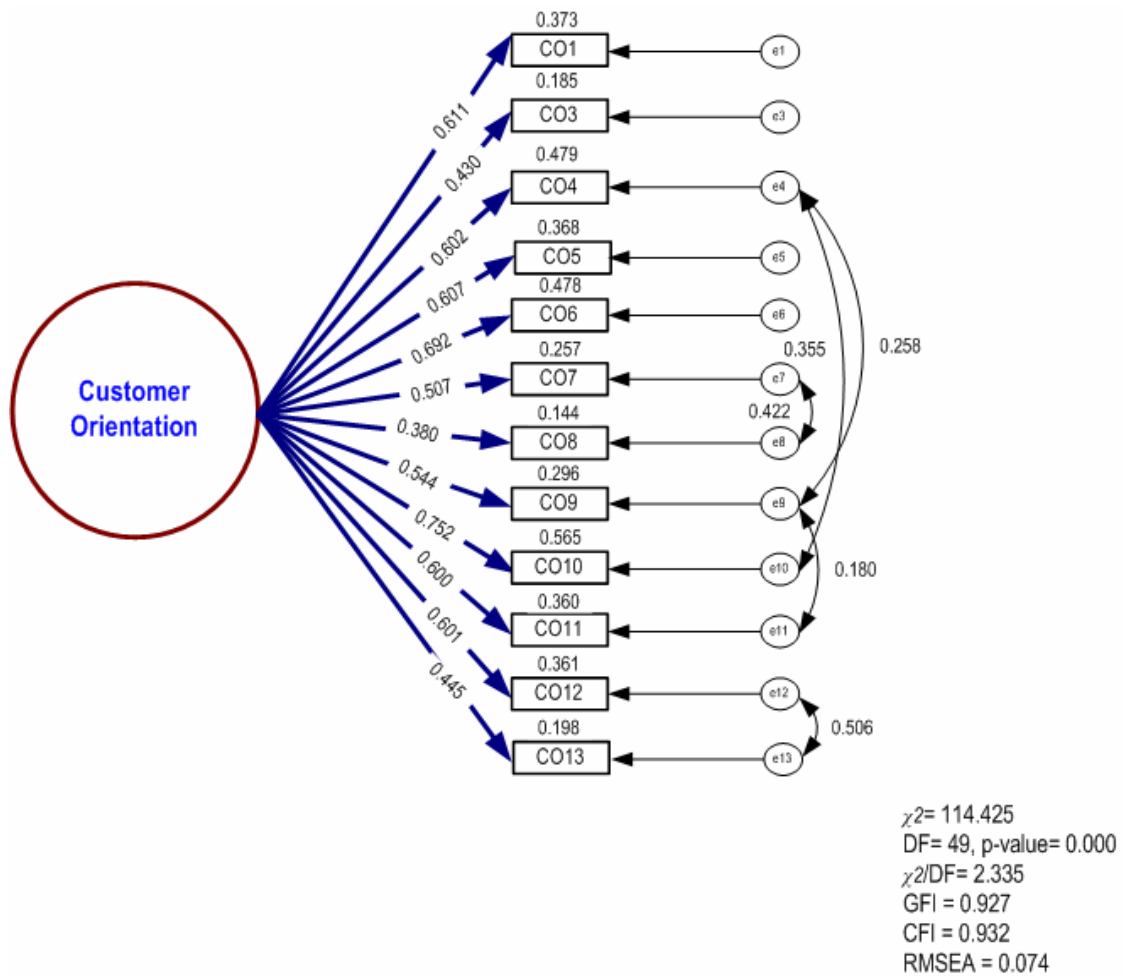 0.373
CO1
e1
0.611
0.185
CO3
e3
0.430
0.479
CO4
e4
0.602
0.368
CO5
e5
0.607
0.478
CO6
e6
0.692
0.355
0.258
0.257
CO7
e7
0.507
Customer
Orientation
0.422
0.144
CO8
e8
0.380
0.296
CO9
e9
0.544
0.565
CO10
e10
0.752
0.180
0.360
CO11
e11
0.600
0.361
CO12
e12
0.601
0.506
0.198
CO13
e13
0.445
χ2= 114.425
DF= 49, p-value= 0.000
χ2/DF= 2.335
GFI = 0.927
CFI = 0.932
RMSEA = 0.074